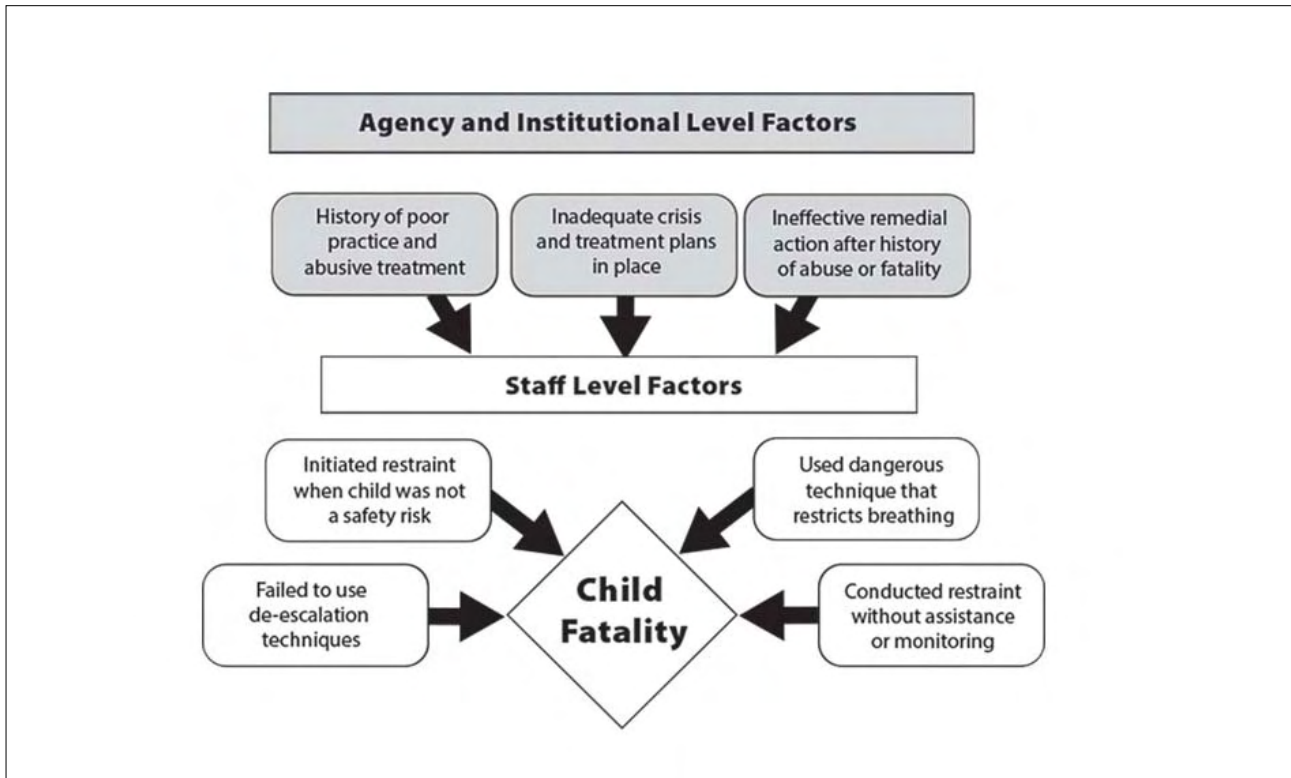 Agency and Institutional Level Factors
History of poor
practice and
abusive treatment
Inadequate crisis
and treatment plans
in place
Ineffective remedial
action after history
of abuse or fatality
Staff Level Factors
Initiated restraint
when child was not
a safety risk
Used dangerous
technique that
restricts breathing
Failed to use
de-escalation
techniques
Child
Fatality
Conducted restraint
without assistance
or monitoring